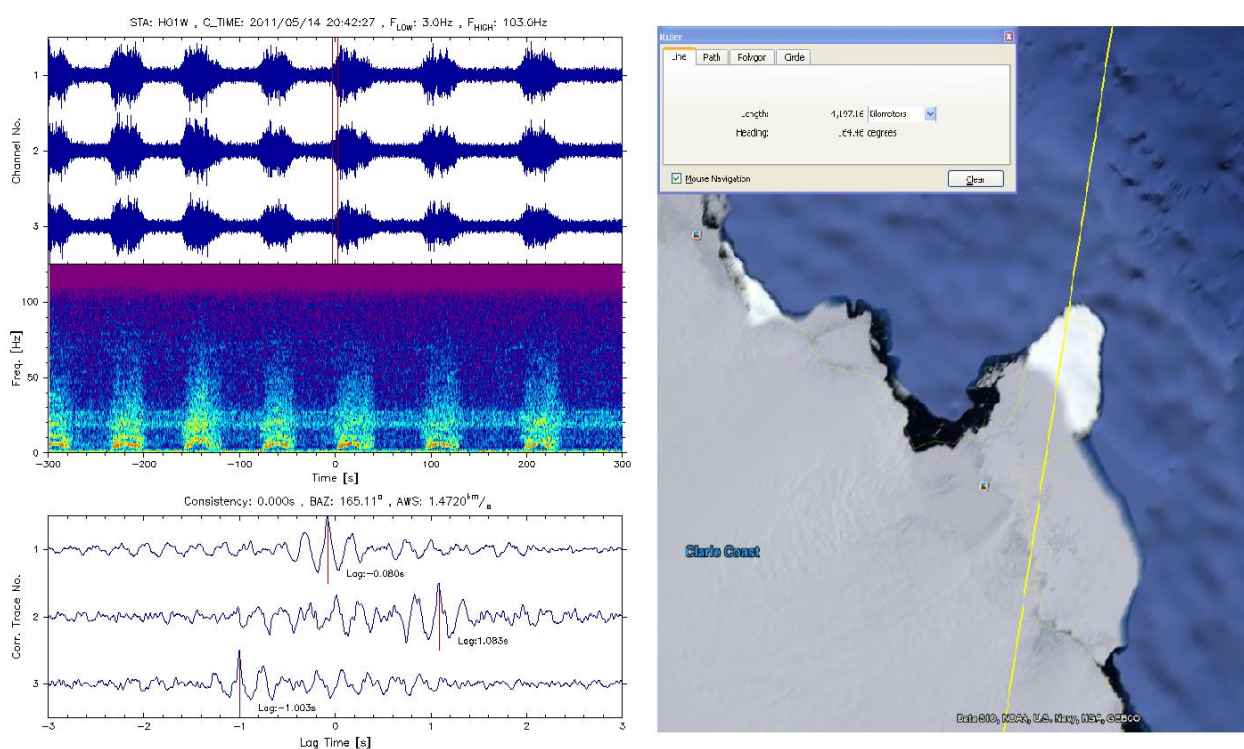 STA: H01W , C_TIME: 2011/05/14 20:42:27 , F_LOW: 3.0Hz , F_HIGH: 103.0Hz
Channel No.
1
2
3
Freq. [Hz]
100
50
0
-300 -200 -100 0 100 200 300
Time [s]
Consistency: 0.000s , BAZ: 165.11° , AWS: 1.4720km/s
Corr. Trace No.
1
Lag:-0.080s
2
Lag:1.083s
3
Lag:-1.003s
-3 -2 -1 0 1 2 3
Lag Time [s]
Ruler
Line Path Polygon Circle
Length: Kilometers
Heading: degrees
Mouse Navigation
Clear
Clarie Coast
Data SIO, NOAA, U.S. Navy, NGA, GEBCO